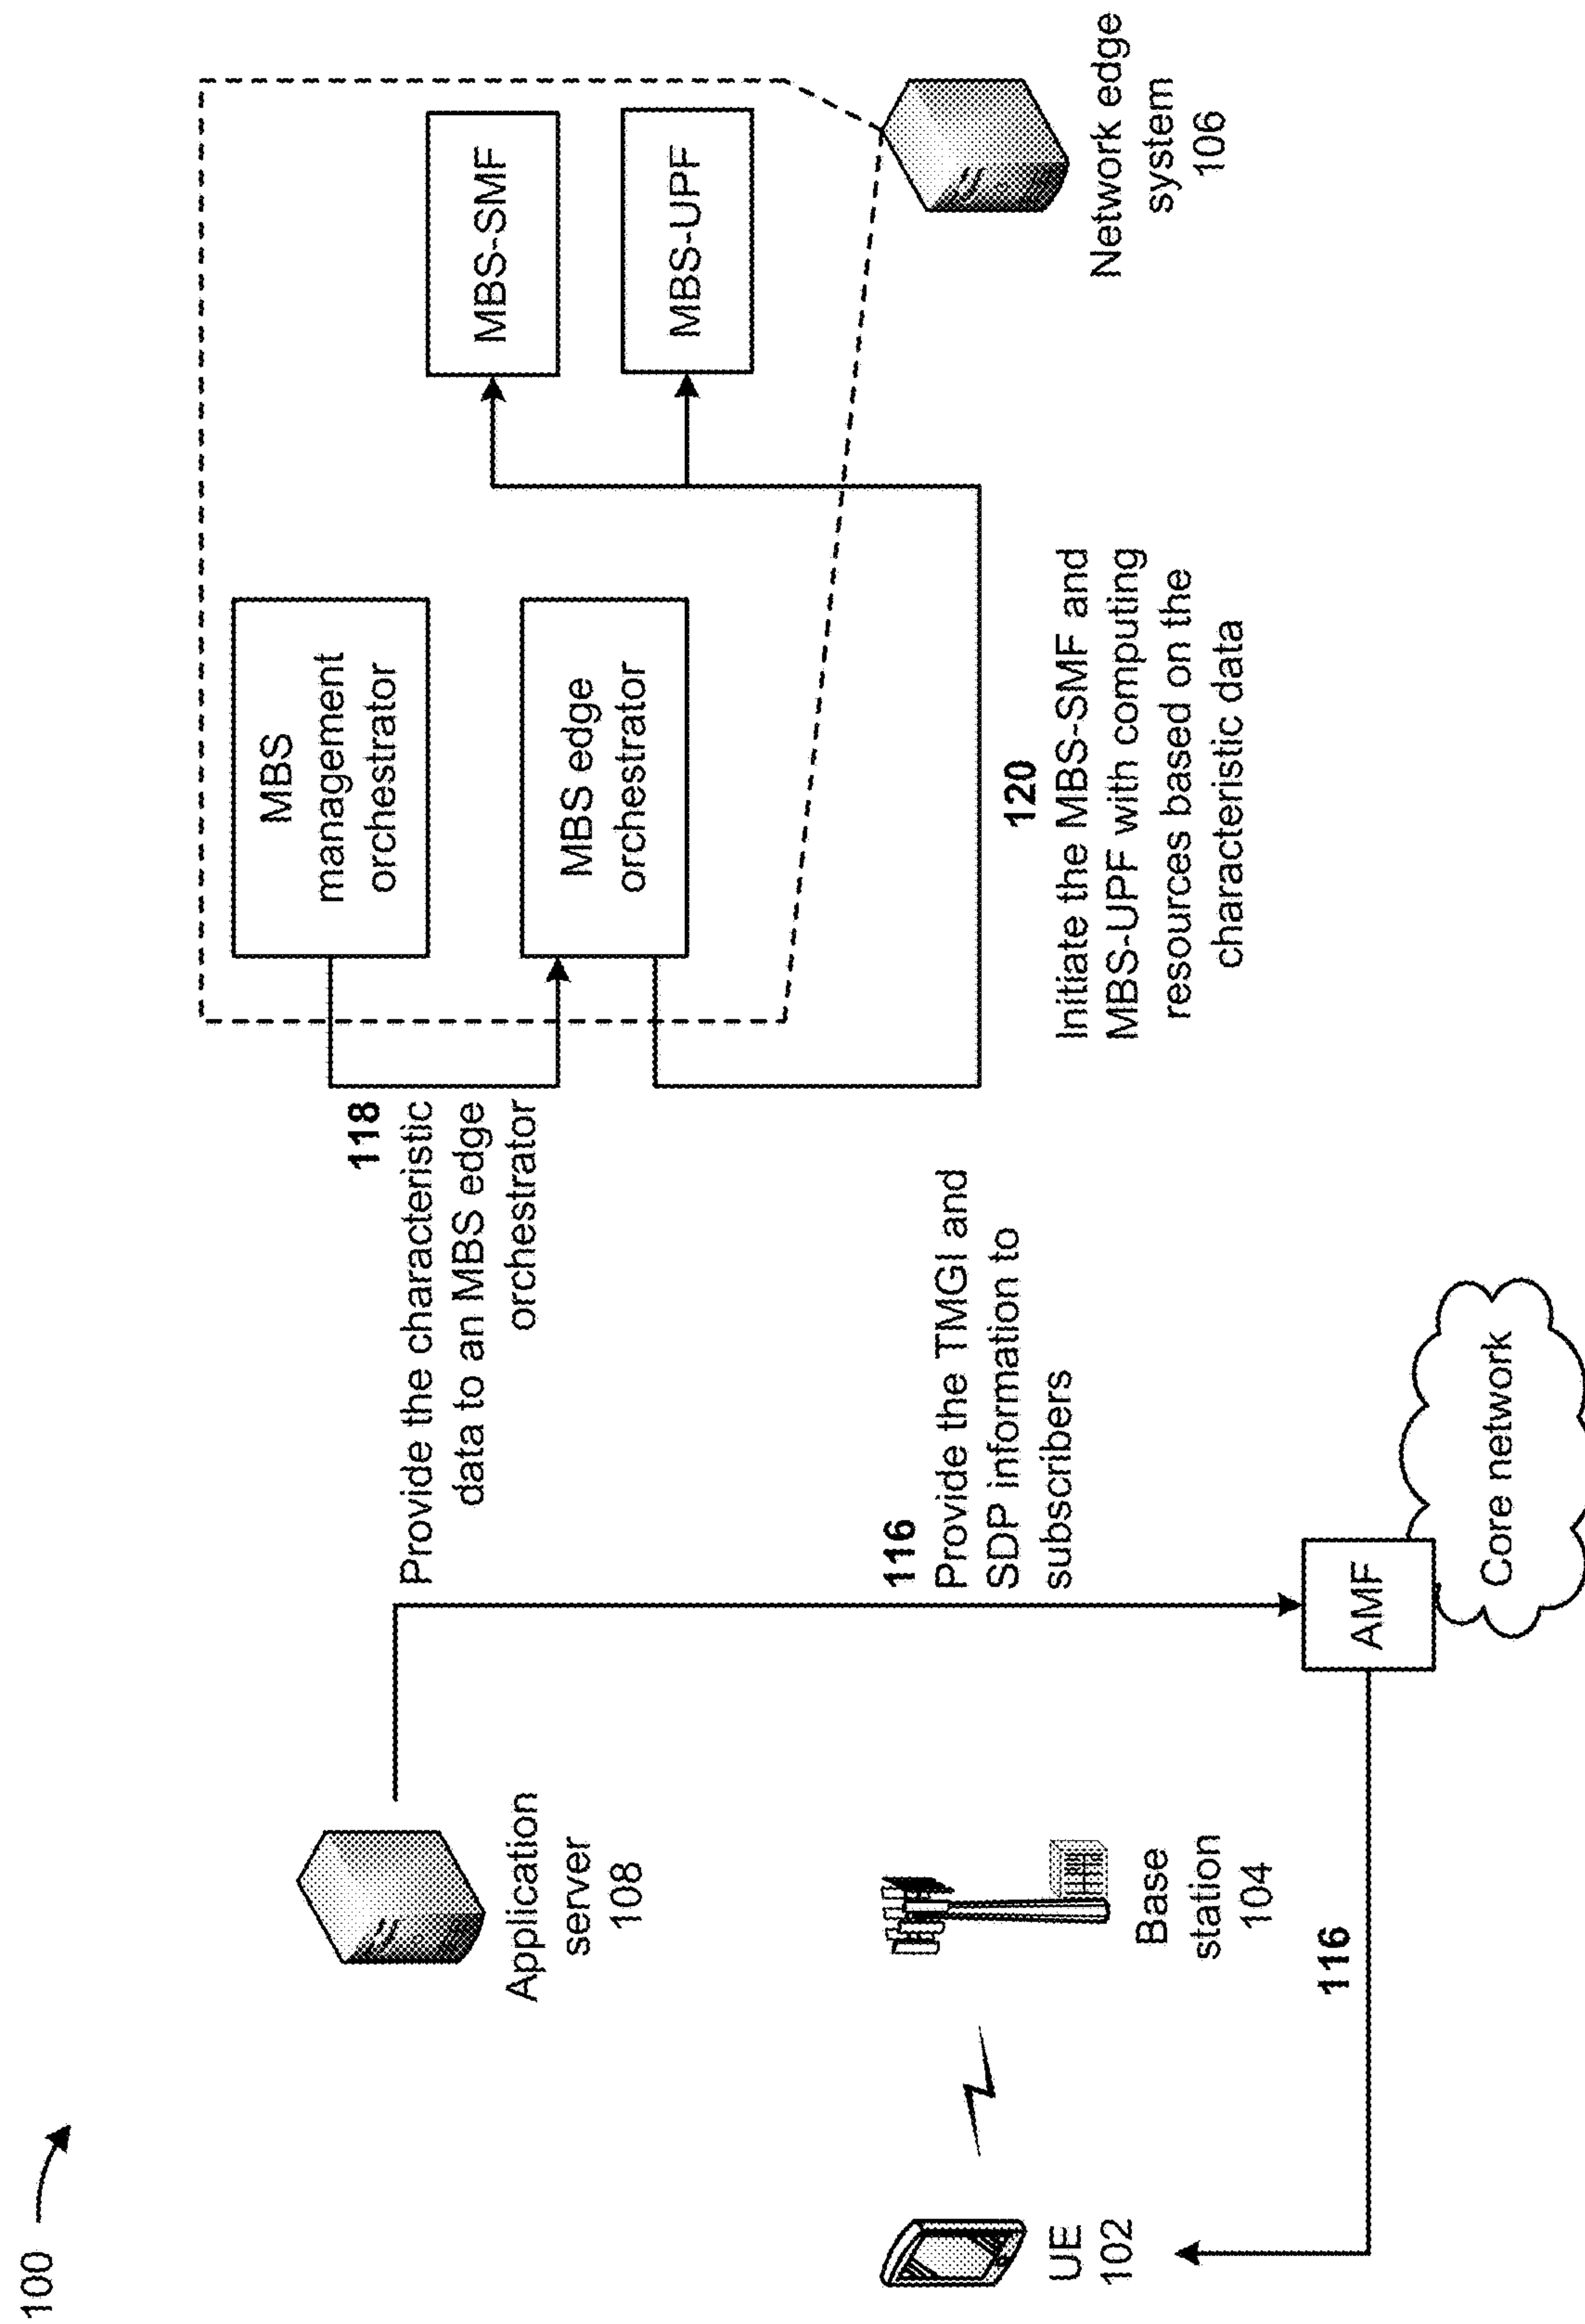 100
118
Provide the characteristic
data to an MBS edge
orchestrator
MBS
management
orchestrator
MBS edge
orchestrator
MBS-SMF
MBS-UPF
Application
server
108
116
Provide the TMGI and
SDP information to
subscribers
120
Initiate the MBS-SMF and
MBS-UPF with computing
resources based on the
characteristic data
Network edge
system
106
UE
102
Base
station
104
116
AMF
Core network